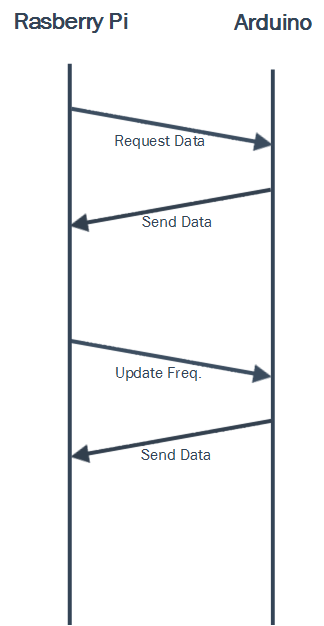 Rasberry Pi
Arduino
Request Data
Send Data
Update Freq.
Send Data